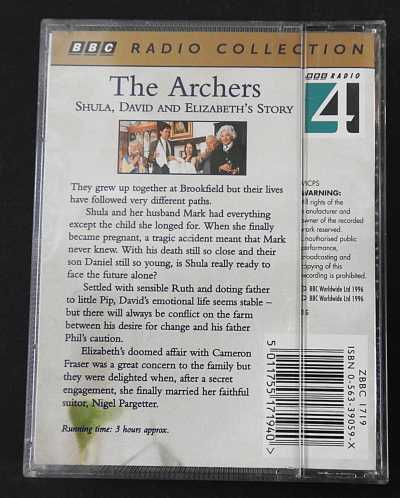 BBC RADIO COLLECTION
The Archers
SHULA, DAVID AND ELIZABETH'S STORY
They grew up together at Brookfield but their lives
have followed very different paths.
Shula and her husband Mark had everything
except the child she longed for. When she finally
became pregnant, a tragic accident meant that Mark
never knew. With his death still so close and their
son Daniel still so young, is Shula really ready to
face the future alone?
Settled with sensible Ruth and doting father
to little Pip, David's emotional life seems stable –
but there will always be conflict on the farm
between his desire for change and his father
Phil's caution.
Elizabeth's doomed affair with Cameron
Fraser was a great concern to the family but
they were delighted when, after a secret
engagement, she finally married her faithful
suitor, Nigel Pargetter.
Running time: 3 hours approx.
BBC RADIO
4
MCPS
WARNING:
All rights of the
manufacturer and
owner of the recorded
work reserved.
Unauthorised public
performance,
broadcasting and
copying of this
recording is prohibited.
© BBC Worldwide Ltd 1996
© BBC Worldwide Ltd 1996
ZBBC 1719
ISBN 0-563-39059-X
5 011755 171940 >